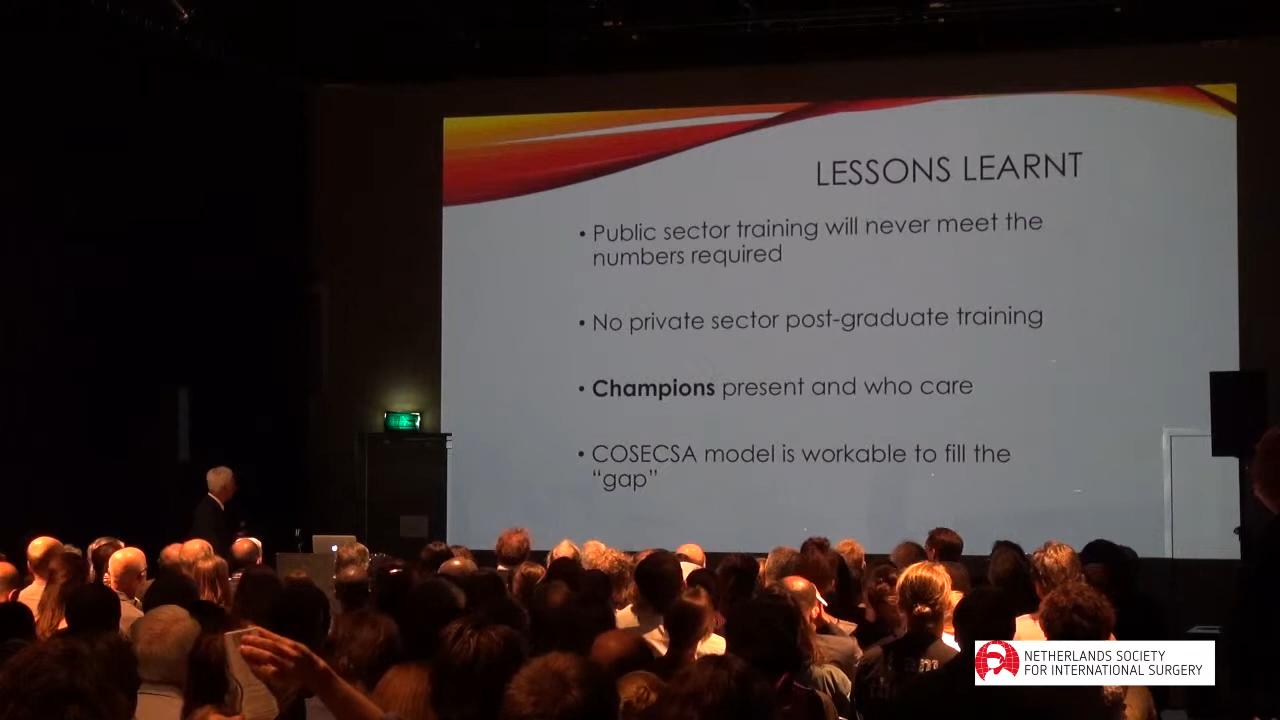 LESSONS LEARNT
• Public sector training will never meet the
numbers required
• No private sector post-graduate training
• Champions present and who care
• COSECSA model is workable to fill the
“gap”
NETHERLANDS SOCIETY
FOR INTERNATIONAL SURGERY